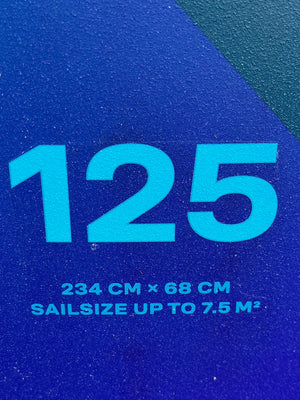 125
234 CM × 68 CM
SAILSIZE UP TO 7.5 M²